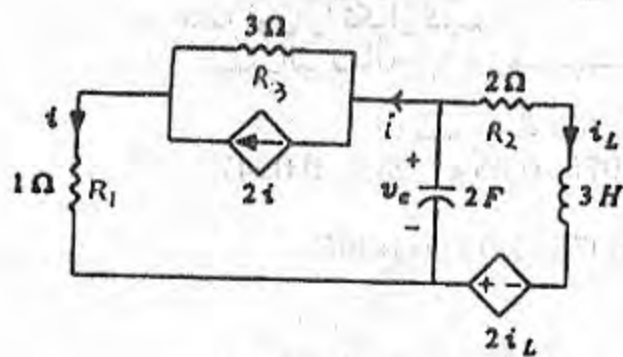 3Ω
R3
2i
i
1Ω
R1
i
+
vc
-
2F
2Ω
R2
iL
3H
+ -
2iL